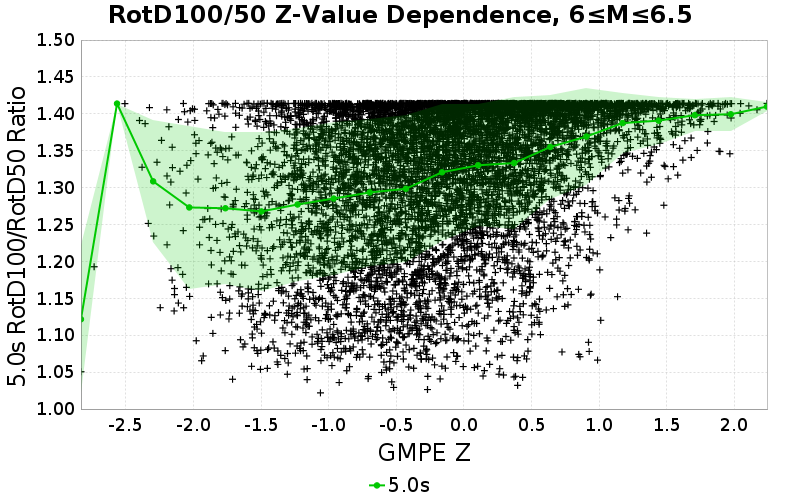 RotD100/50 Z-Value Dependence, 6≤M≤6.5
5.0s RotD100/RotD50 Ratio
1.50
1.45
1.40
1.35
1.30
1.25
1.20
1.15
1.10
1.05
1.00
-2.5 -2.0 -1.5 -1.0 -0.5 0.0 0.5 1.0 1.5 2.0
GMPE Z
5.0s